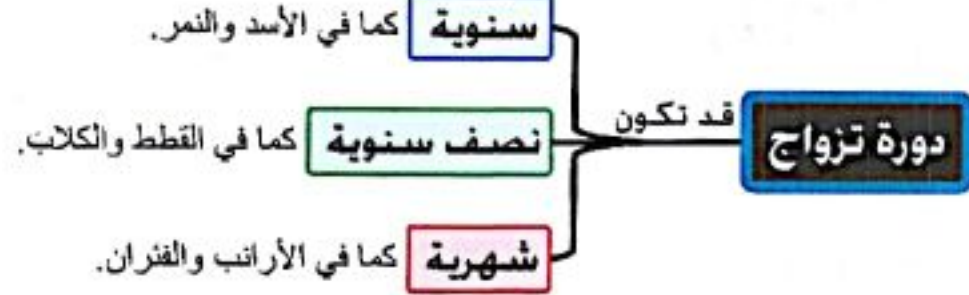 دورة تزواج
قد تكون
سنوية كما في الأسد والنمر.
نصف سنوية كما في القطط والكلاب.
شهرية كما في الأرانب والفئران.